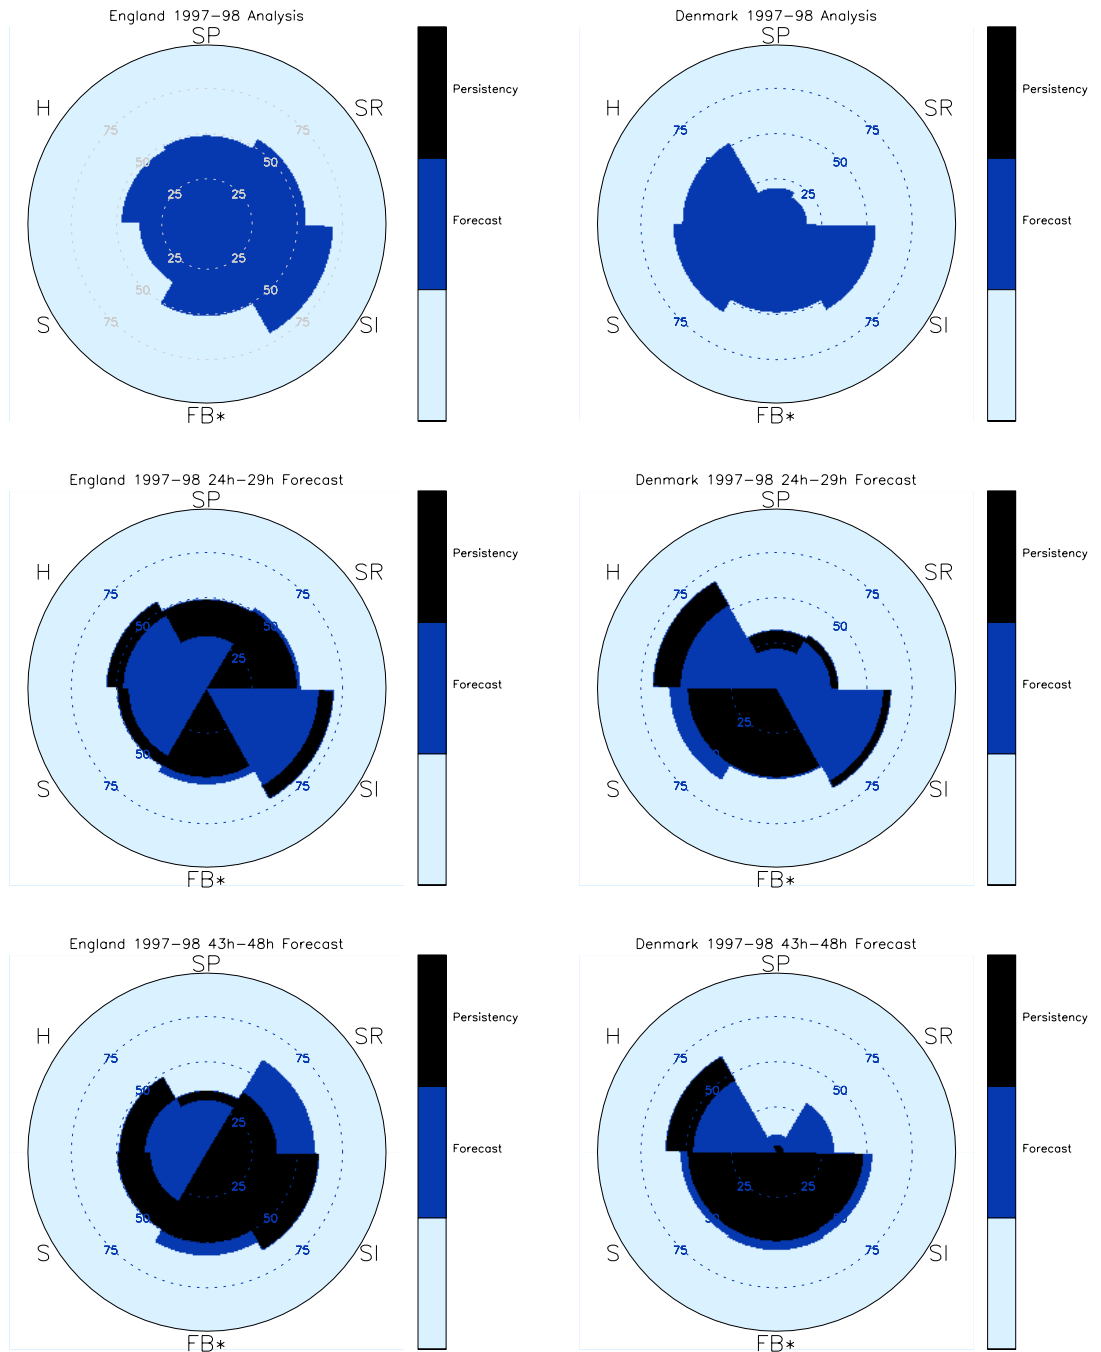 England 1997-98 Analysis
SP
H
SR
75
75
50
50
25
25
25
25
50
50
75
75
S
SI
FB*
Persistency
Forecast
Denmark 1997-98 Analysis
SP
H
SR
75
75
50
25
75
75
S
SI
FB*
Persistency
Forecast
England 1997-98 24h-29h Forecast
SP
H
SR
75
75
50
50
25
50
75
75
S
SI
FB*
Persistency
Forecast
Denmark 1997-98 24h-29h Forecast
SP
H
SR
75
75
50
25
75
75
S
SI
FB*
Persistency
Forecast
England 1997-98 43h-48h Forecast
SP
H
SR
75
75
50
25
25
50
50
75
75
S
SI
FB*
Persistency
Forecast
Denmark 1997-98 43h-48h Forecast
SP
H
SR
75
75
50
50
25
25
50
50
75
75
S
SI
FB*
Persistency
Forecast